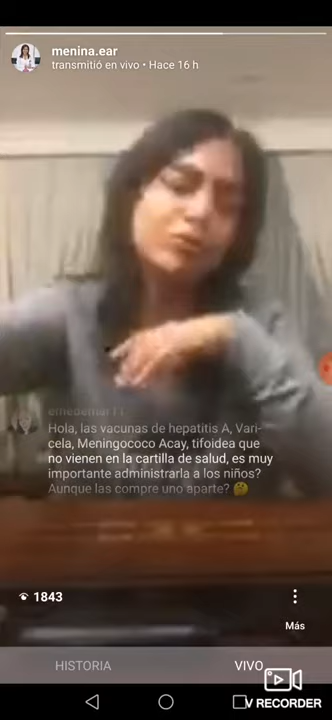 menina.ear
transmitió en vivo • Hace 16 h
Hola, las vacunas de hepatitis A, Vari-
cela, Meningococo Acay, tifoidea que
no vienen en la cartilla de salud, es muy
importante administrarla a los niños?
Aunque las compre uno aparte? 🤔
1843
Más
HISTORIA
VIVO
V RECORDER